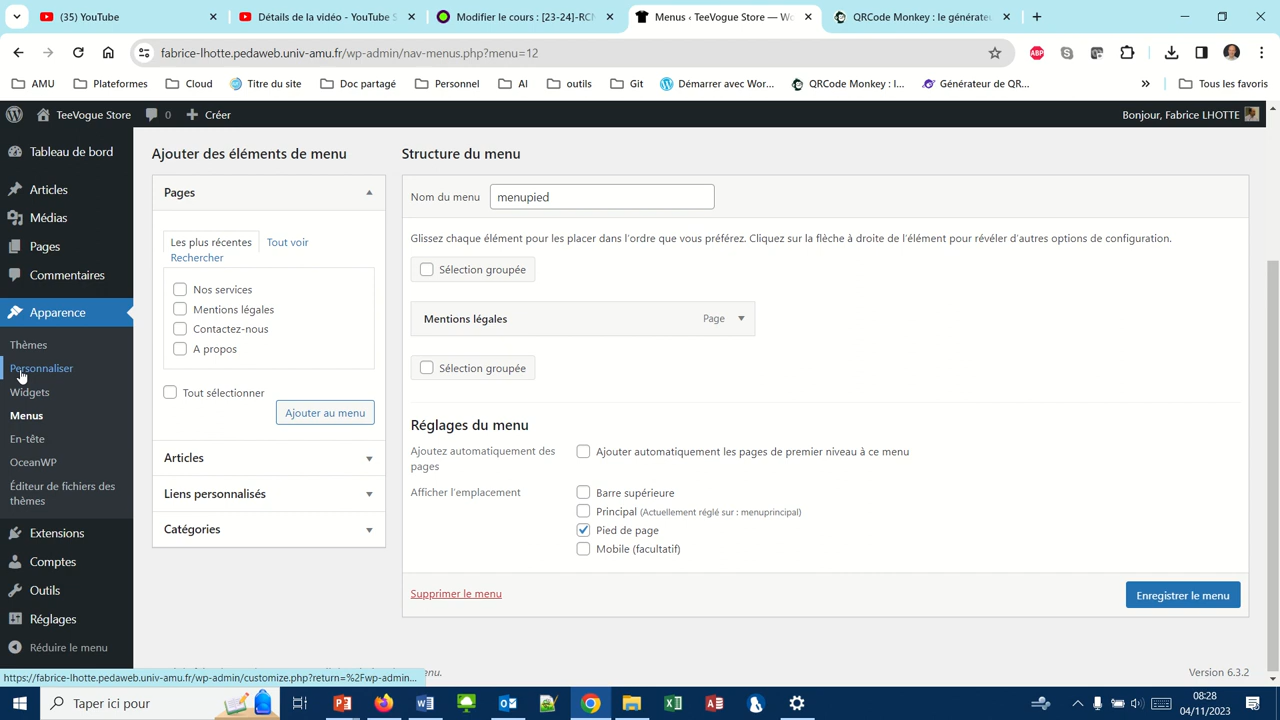 (35) YouTube
Détails de la vidéo - YouTube S
Modifier le cours : [23-24]-RCN
Menus ‹ TeeVogue Store — Wo
QRCode Monkey : le générateu
fabrice-lhotte.pedaweb.univ-amu.fr/wp-admin/nav-menus.php?menu=12
ABP
AMU
Plateformes
Cloud
Titre du site
Doc partagé
Personnel
AI
outils
Git
Démarrer avec Wor...
QRCode Monkey : l...
Générateur de QR...
»
Tous les favoris
TeeVogue Store
0
Créer
Bonjour, Fabrice LHOTTE
Tableau de bord
Articles
Médias
Pages
Commentaires
Apparence
Thèmes
Personnaliser
Widgets
Menus
En-tête
OceanWP
Éditeur de fichiers des
thèmes
Extensions
Comptes
Outils
Réglages
Réduire le menu
Ajouter des éléments de menu
Pages
Les plus récentes
Tout voir
Rechercher
Nos services
Mentions légales
Contactez-nous
A propos
Tout sélectionner
Ajouter au menu
Articles
Liens personnalisés
Catégories
Structure du menu
Nom du menu
menupied
Glissez chaque élément pour les placer dans l'ordre que vous préférez. Cliquez sur la flèche à droite de l'élément pour révéler d'autres options de configuration.
Sélection groupée
Mentions légales
Page
Sélection groupée
Réglages du menu
Ajoutez automatiquement des
pages
Ajouter automatiquement les pages de premier niveau à ce menu
Afficher l'emplacement
Barre supérieure
Principal (Actuellement réglé sur : menuprincipal)
Pied de page
Mobile (facultatif)
Supprimer le menu
Enregistrer le menu
nu.
Version 6.3.2
https://fabrice-lhotte.pedaweb.univ-amu.fr/wp-admin/customize.php?return=%2Fwp-admin...
Taper ici pour
08:28
04/11/2023